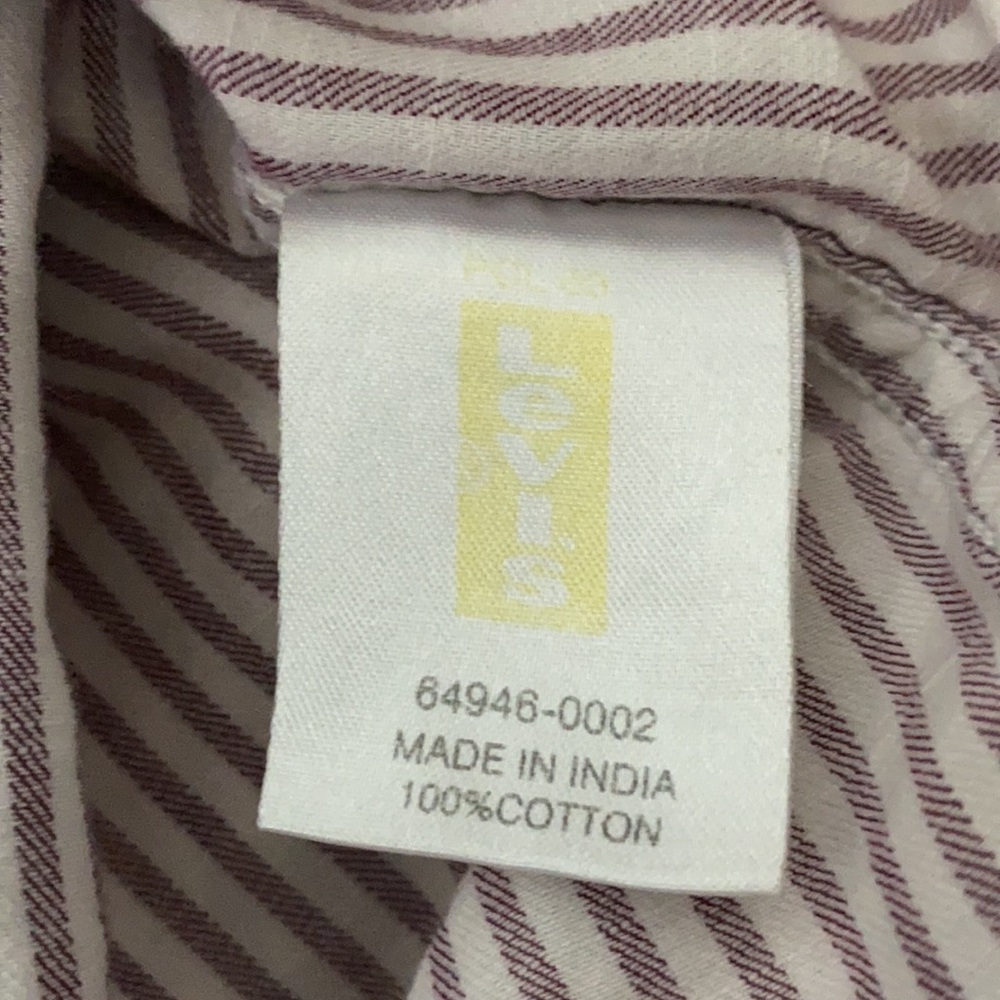 Levi's
64946-0002
MADE IN INDIA
100%COTTON